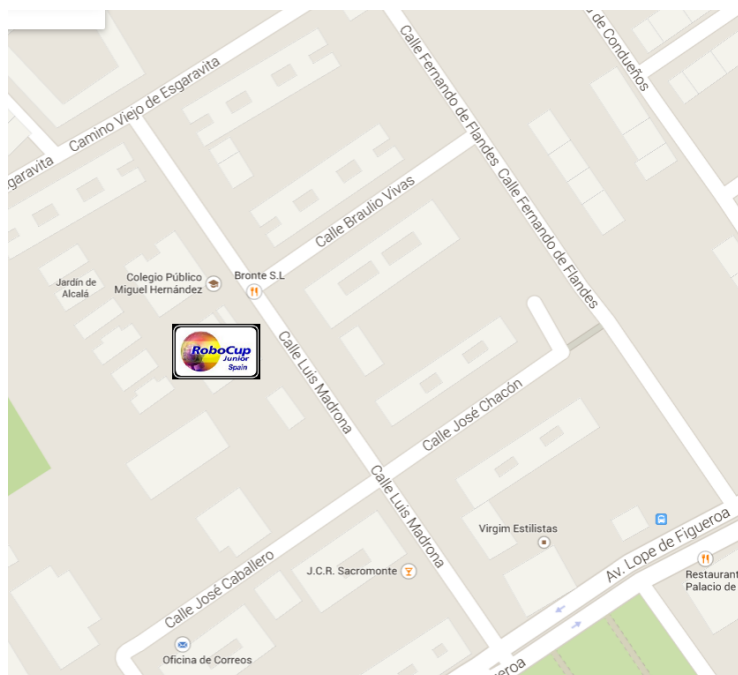 Calle Fernando de Flandes
Calle Fernando de Flandes
de Condueños
Camino Viejo de Esgaravita
sgaravita
Calle Braulio Vivas
Colegio Público
Miguel Hernández
Bronte S.L
Jardín de
Alcalá
RoboCup
Junior
Spain
Calle Luis Madrona
Calle José Chacón
Calle Luis Madrona
Virgim Estilistas
Av. Lope de Figueroa
J.C.R. Sacromonte
Restaurant
Palacio de
Calle José Caballero
Oficina de Correos
eroa